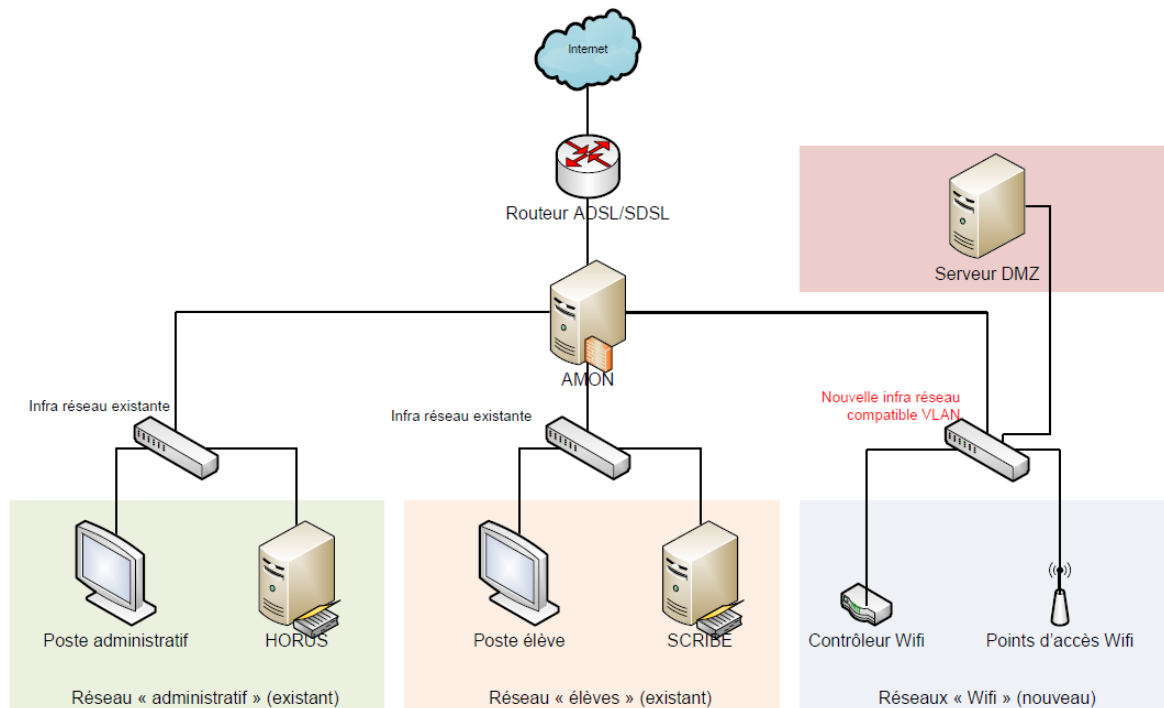 Internet
Routeur ADSL/SDSL
Serveur DMZ
AMON
Infra réseau existante
Infra réseau existante
Nouvelle infra réseau
compatible VLAN
Poste administratif
HORUS
Poste élève
SCRIBE
Contrôleur Wifi
Points d'accès Wifi
Réseau « administratif » (existant)
Réseau « élèves » (existant)
Réseaux « Wifi » (nouveau)